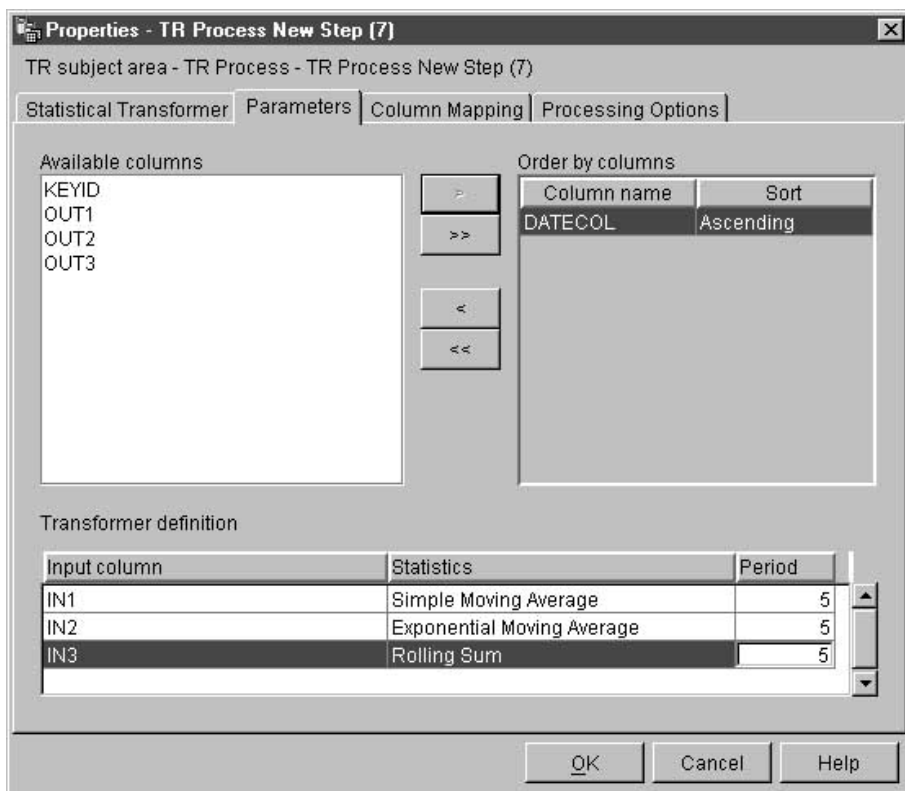 Properties - TR Process New Step (7)
TR subject area - TR Process - TR Process New Step (7)
Statistical Transformer Parameters Column Mapping Processing Options
Available columns
KEYID
OUT1
OUT2
OUT3
>
>>
<
<<
Order by columns
Column name Sort
DATECOL Ascending
Transformer definition
Input column Statistics Period
IN1 Simple Moving Average 5
IN2 Exponential Moving Average 5
IN3 Rolling Sum 5
OK Cancel Help